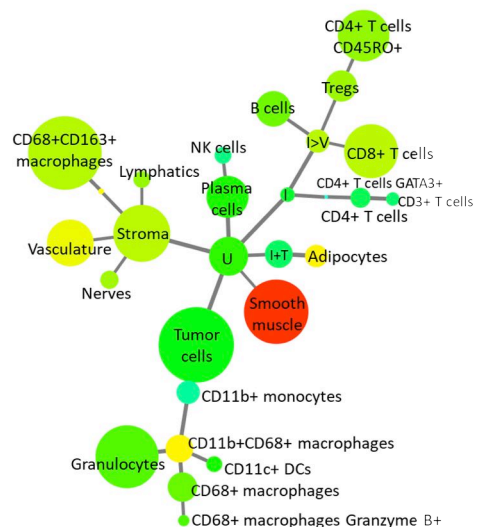 CD4+ T cells
CD45RO+
Tregs
B cells
I>V
CD8+ T cells
NK cells
CD68+CD163+
macrophages
Lymphatics
Plasma
cells
I
CD4+ T cells GATA3+
CD3+ T cells
CD4+ T cells
Stroma
Vasculature
U
I+T
Adipocytes
Nerves
Smooth
muscle
Tumor
cells
CD11b+ monocytes
CD11b+CD68+ macrophages
Granulocytes
CD11c+ DCs
CD68+ macrophages
CD68+ macrophages Granzyme B+